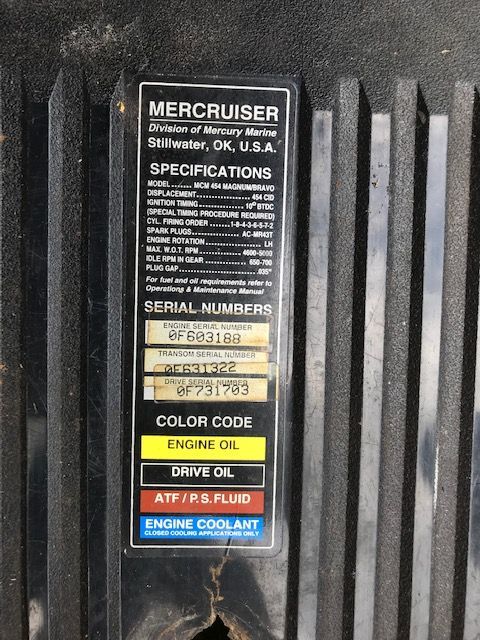 MERCRUISER
Division of Mercury Marine
Stillwater, OK, U.S.A.
SPECIFICATIONS
MODEL ....... MCM 454 MAGNUM/BRAVO
DISPLACEMENT ............... 454 CID
IGNITION TIMING ............ 10° BTDC
(SPECIAL TIMING PROCEDURE REQUIRED)
CYL. FIRING ORDER ...... 1-8-4-3-6-5-7-2
SPARK PLUGS ............. AC-MR43T
ENGINE ROTATION ............... LH
MAX. W.O.T. RPM ........... 4600-5000
IDLE RPM IN GEAR ........... 650-700
PLUG GAP ..................... .035"
For fuel and oil requirements refer to
Operations & Maintenance Manual
SERIAL NUMBERS
ENGINE SERIAL NUMBER
0F603188
TRANSOM SERIAL NUMBER
0F631322
DRIVE SERIAL NUMBER
0F731703
COLOR CODE
ENGINE OIL
DRIVE OIL
ATF / P.S. FLUID
ENGINE COOLANT
CLOSED COOLING APPLICATIONS ONLY